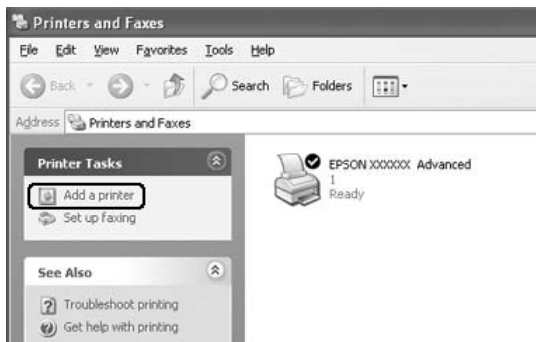 Printers and Faxes
File Edit View Favorites Tools Help
Back Search Folders
Address Printers and Faxes
Printer Tasks
Add a printer
Set up faxing
See Also
Troubleshoot printing
Get help with printing
EPSON XXXXXX Advanced
1
Ready